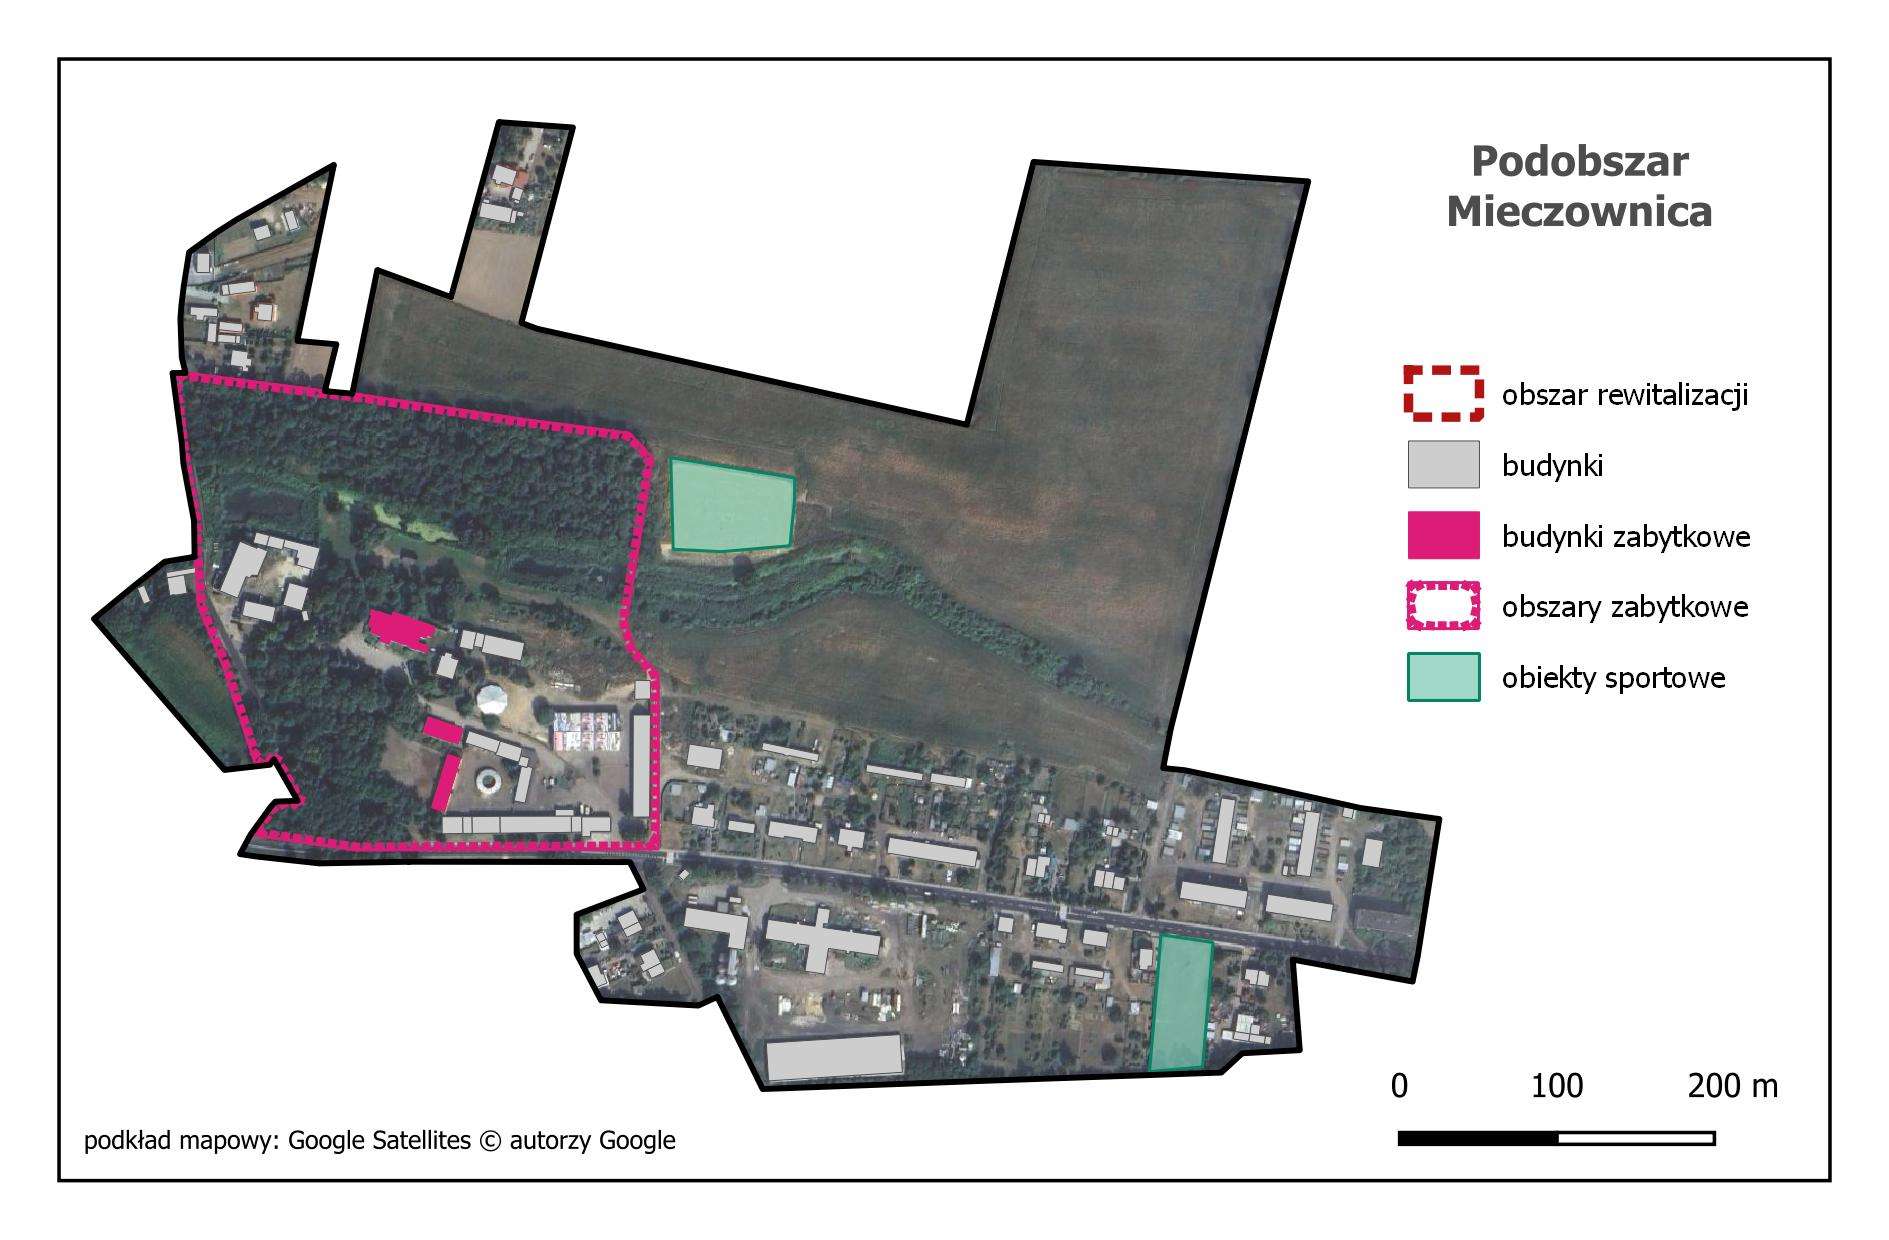 Podobszar
Mieczownica
obszar rewitalizacji
budynki
budynki zabytkowe
obszary zabytkowe
obiekty sportowe
0 100 200 m
podkład mapowy: Google Satellites © autorzy Google